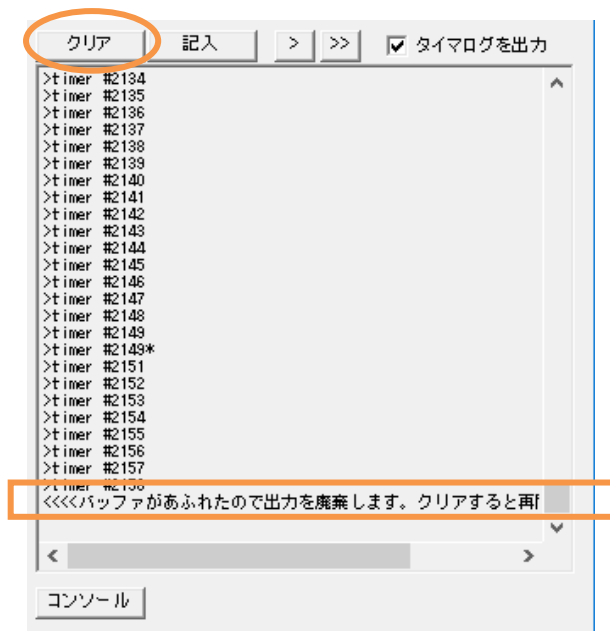 クリア 記入 > >> タイマログを出力
>timer #2134
>timer #2135
>timer #2136
>timer #2137
>timer #2138
>timer #2139
>timer #2140
>timer #2141
>timer #2142
>timer #2143
>timer #2144
>timer #2145
>timer #2146
>timer #2147
>timer #2148
>timer #2149
>timer #2149*
>timer #2151
>timer #2152
>timer #2153
>timer #2154
>timer #2155
>timer #2156
>timer #2157
>timer #2158
<<<<バッファがあふれたので出力を廃棄します。クリアすると再
コンソール